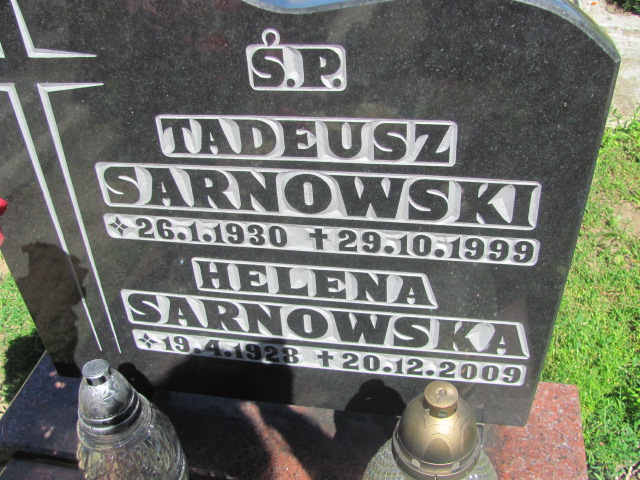 Ś.P.
TADEUSZ
SARNOWSKI
26.1.1930 ✝29.10.1999
HELENA
SARNOWSKA
19.4.1928 ✝20.12.2009